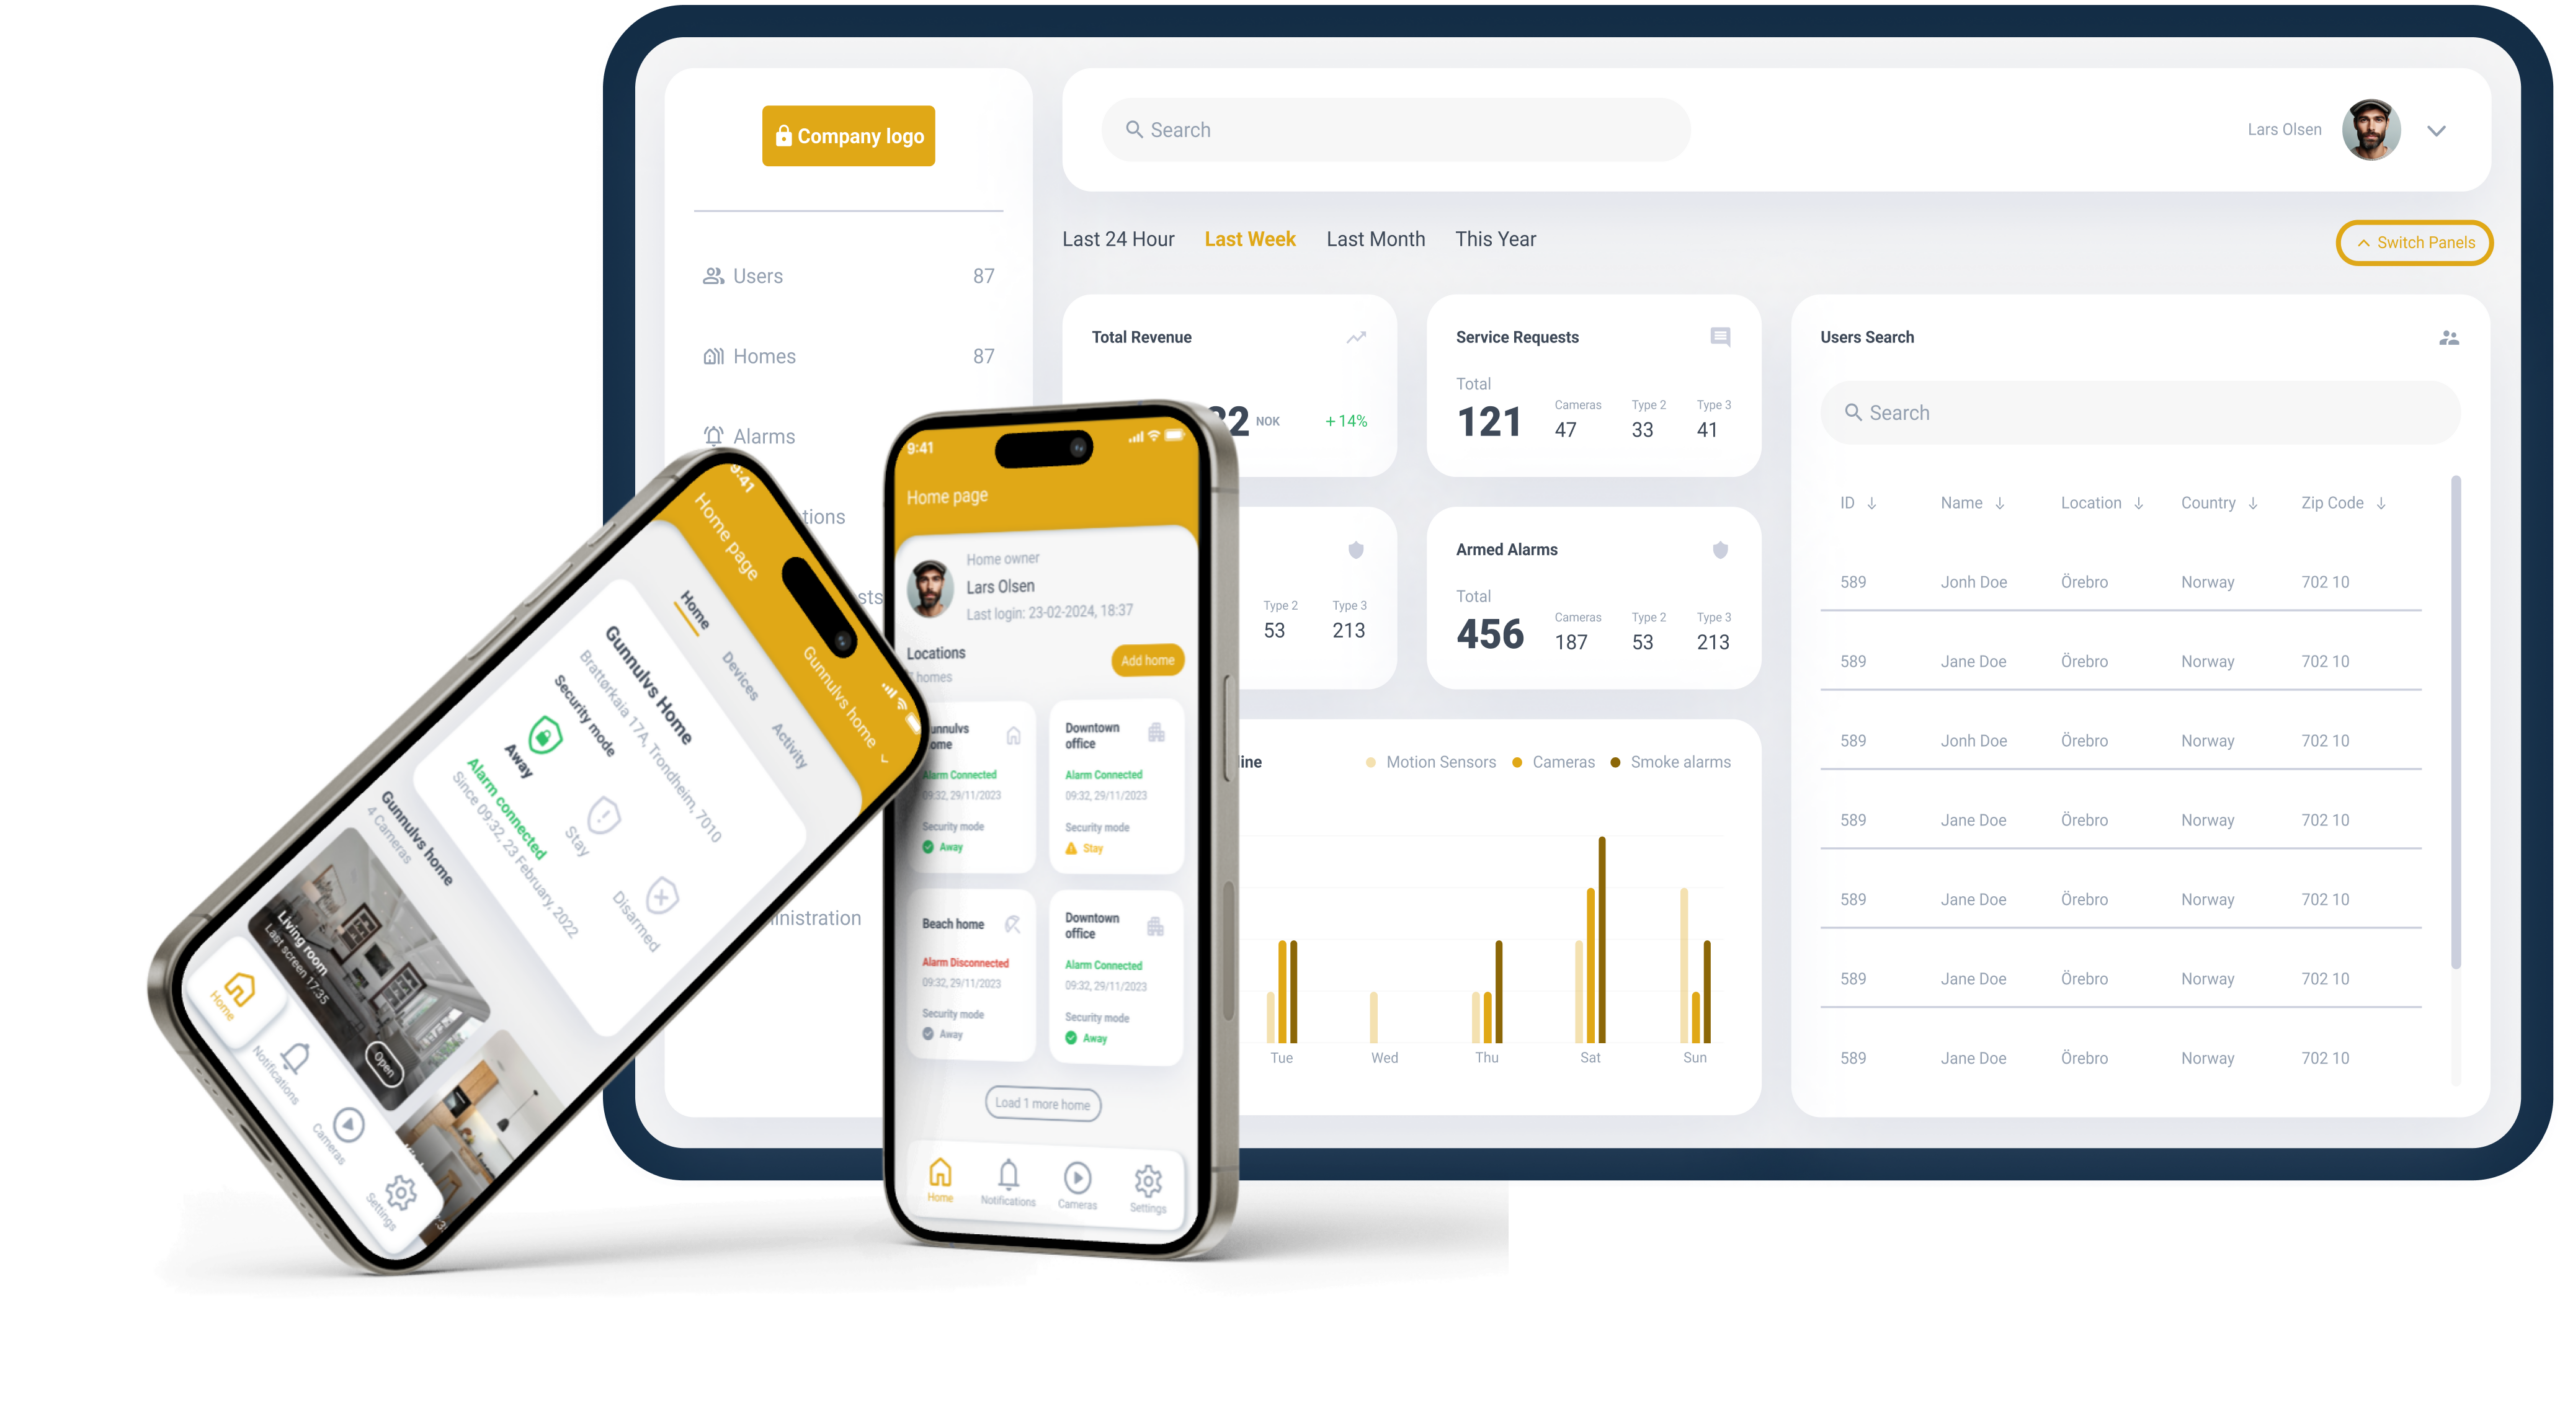 Company logo
Users 87
Homes 87
Alarms
tions
sts
inistration
Search
Lars Olsen
Last 24 Hour Last Week Last Month This Year
Switch Panels
Total Revenue
NOK +14%
Service Requests
Total Cameras Type 2 Type 3
121 47 33 41
Type 2 Type 3
53 213
Armed Alarms
Total Cameras Type 2 Type 3
456 187 53 213
line
Motion Sensors Cameras Smoke alarms
Tue Wed Thu Sat Sun
Users Search
Search
ID Name Location Country Zip Code
589 Jonh Doe Örebro Norway 702 10
589 Jane Doe Örebro Norway 702 10
589 Jonh Doe Örebro Norway 702 10
589 Jane Doe Örebro Norway 702 10
589 Jane Doe Örebro Norway 702 10
589 Jane Doe Örebro Norway 702 10
589 Jane Doe Örebro Norway 702 10
9:41
Home page
Gunnulvs home
Home Devices Activity
Gunnulvs Home
Brattørkaia 17A, Trondheim, 7010
Security mode
Away Stay Disarmed
Alarm connected
Since 09:32, 23 February, 2022
Gunnulvs home
4 Cameras
Living room
Last screen 17:35
Open
Home Notifications Cameras Settings
9:41
Home page
Home owner
Lars Olsen
Last login: 23-02-2024, 18:37
Locations
homes
Add home
unnulvs
ome
Alarm Connected
09:32, 29/11/2023
Security mode
Away
Downtown
office
Alarm Connected
09:32, 29/11/2023
Security mode
Stay
Beach home
Alarm Disconnected
09:32, 29/11/2023
Security mode
Away
Downtown
office
Alarm Connected
09:32, 29/11/2023
Security mode
Away
Load 1 more home
Home Notifications Cameras Settings